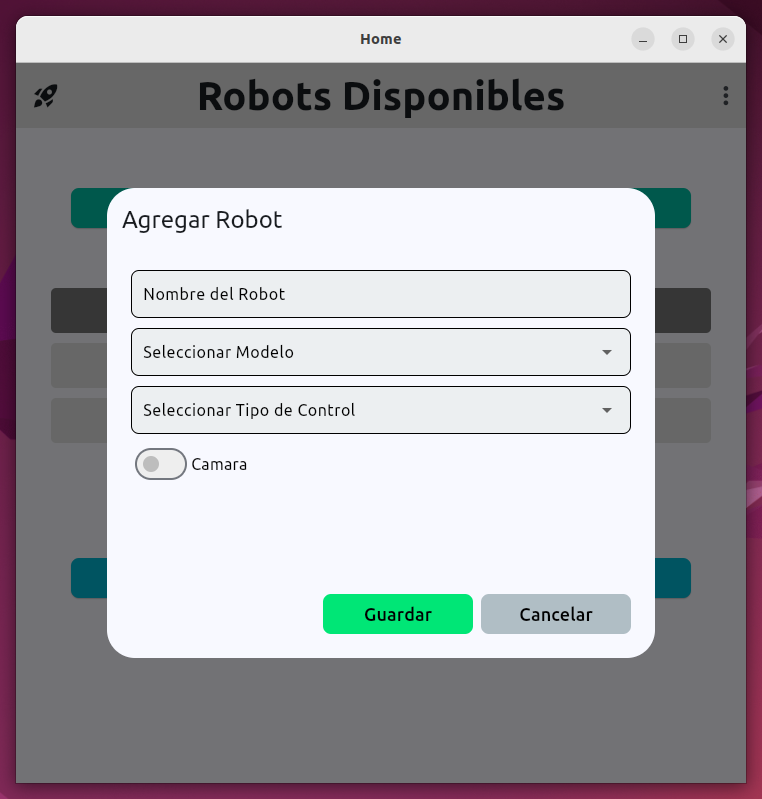 Home
Robots Disponibles
Agregar Robot
Nombre del Robot
Seleccionar Modelo
Seleccionar Tipo de Control
Camara
Guardar
Cancelar